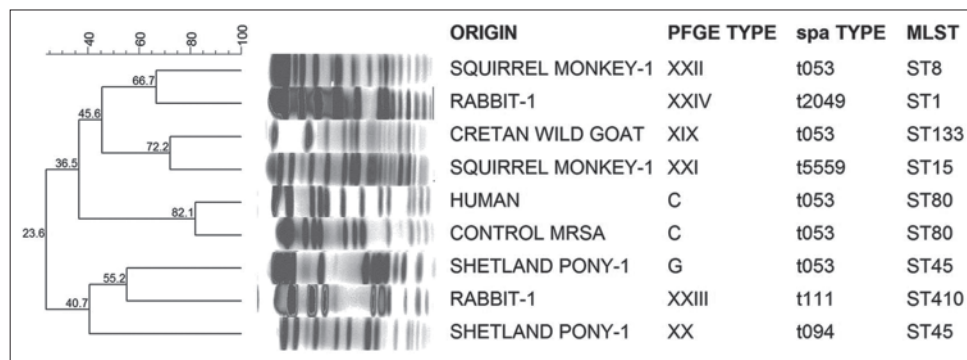 40 60 80 100
ORIGIN PFGE TYPE spa TYPE MLST
66.7 SQUIRREL MONKEY-1 XXII t053 ST8
RABBIT-1 XXIV t2049 ST1
45.6
CRETAN WILD GOAT XIX t053 ST133
72.2 SQUIRREL MONKEY-1 XXI t5559 ST15
36.5
HUMAN C t053 ST80
82.1 CONTROL MRSA C t053 ST80
23.6
SHETLAND PONY-1 G t053 ST45
55.2 RABBIT-1 XXIII t111 ST410
40.7
SHETLAND PONY-1 XX t094 ST45